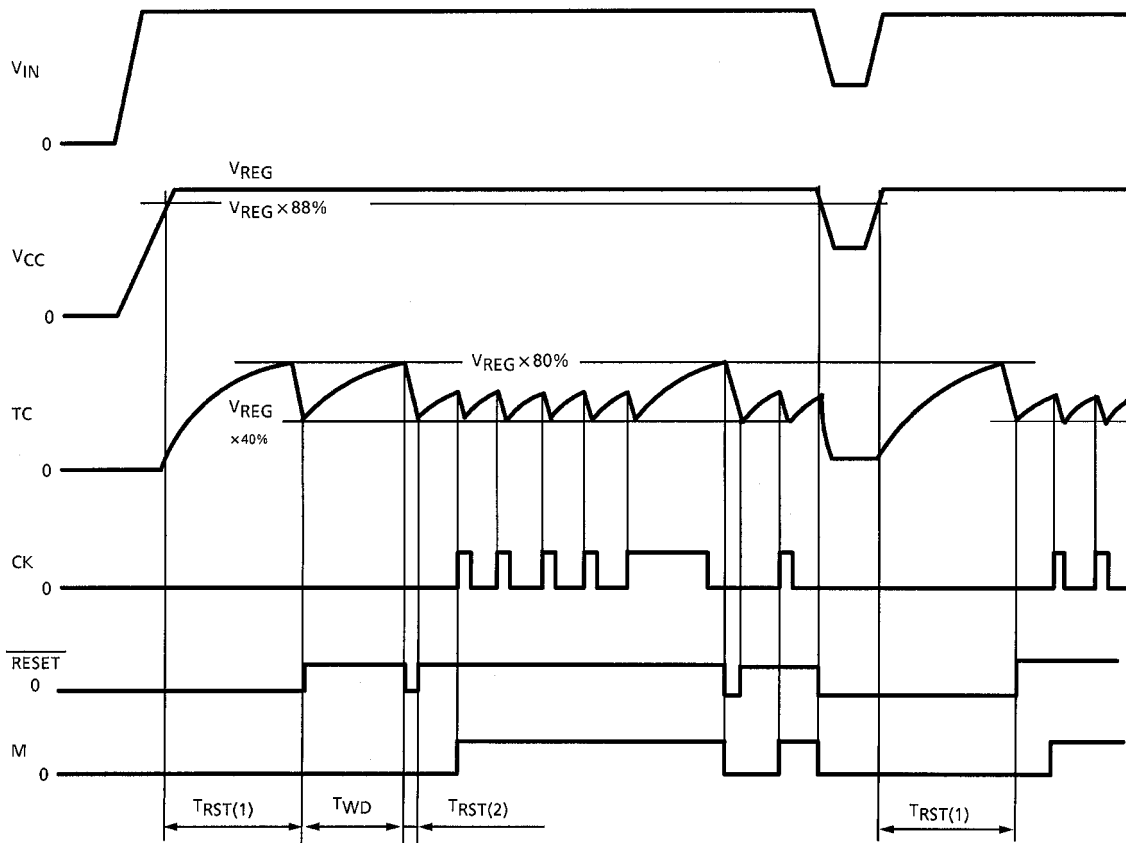 VIN
0
VREG
VREG×88%
VCC
0
VREG×80%
TC
VREG
×40%
0
CK
0
RESET
0
M
0
TRST(1)
TWD
TRST(2)
TRST(1)